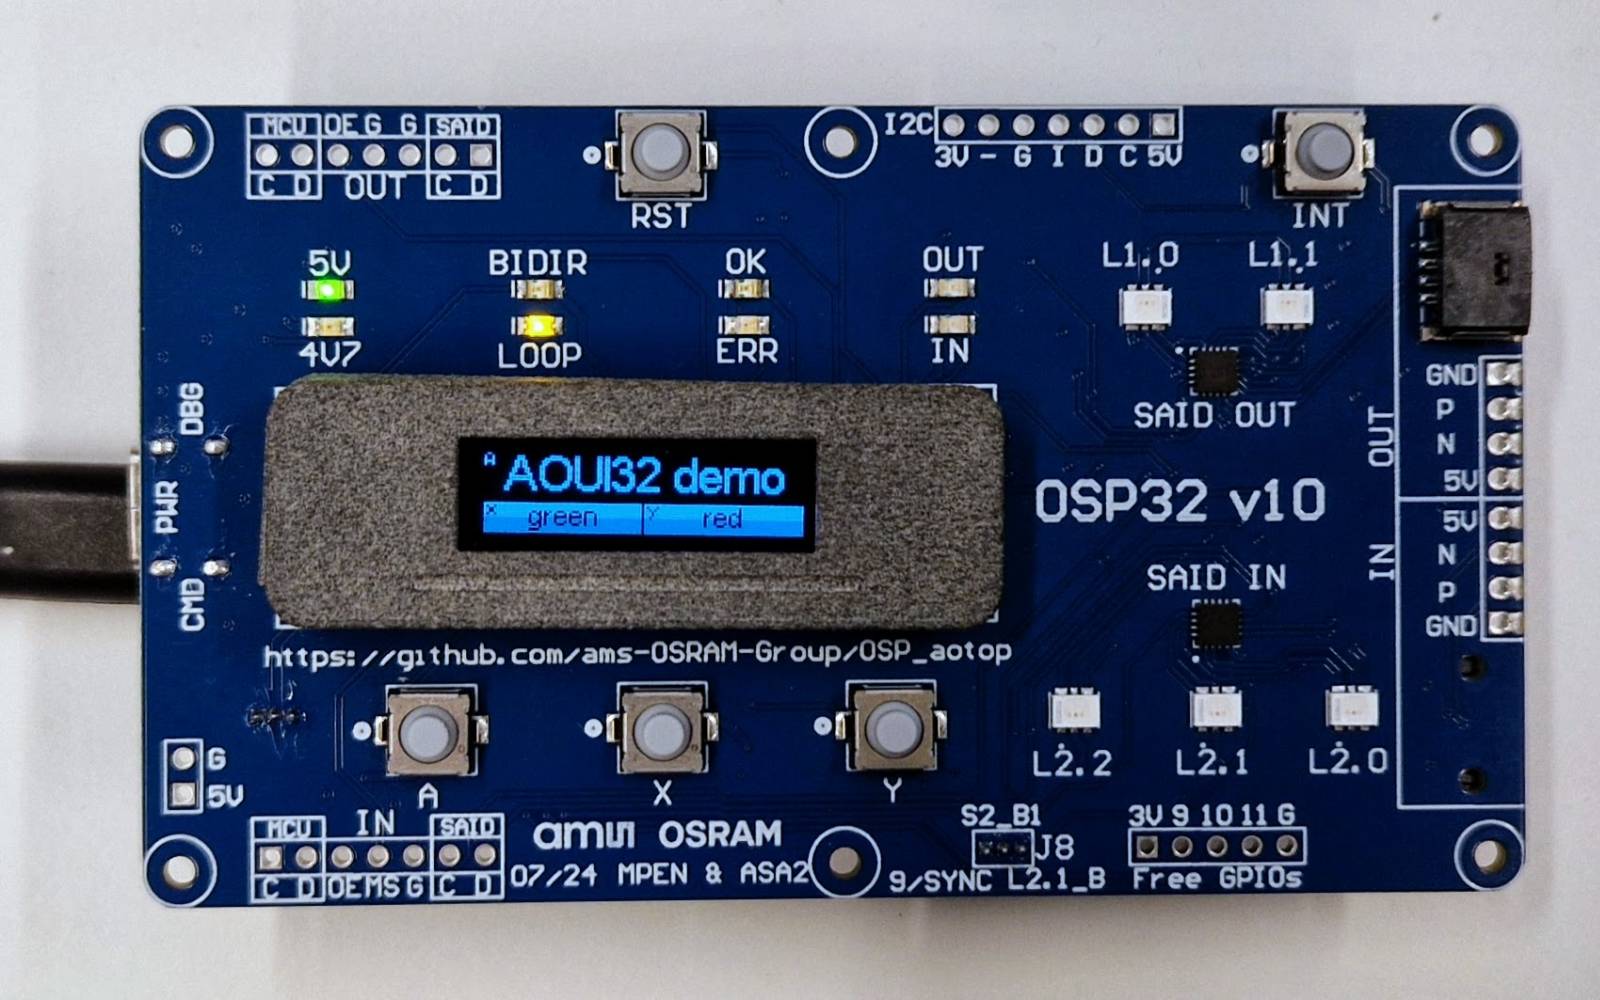 MCU OE G G SAID
C D OUT C D
RST
I2C
3V - G I D C 5V
INT
5V BIDIR OK OUT
4V7 LOOP ERR IN
L1.0 L1.1
SAID OUT
DBG
PWR
CMD
A AOUI32 demo
X green Y red
OSP32 v10
SAID IN
OUT
GND
P
N
5V
IN
5V
N
P
GND
https://github.com/ams-OSRAM-Group/OSP_aotop
A X Y
L2.2 L2.1 L2.0
G
5V
MCU IN SAID
C D OE MS G C D
am OSRAM
07/24 MPEN & ASA2
S2_B1
J8
9/SYNC L2.1_B
3V 9 10 11 G
Free GPIOs